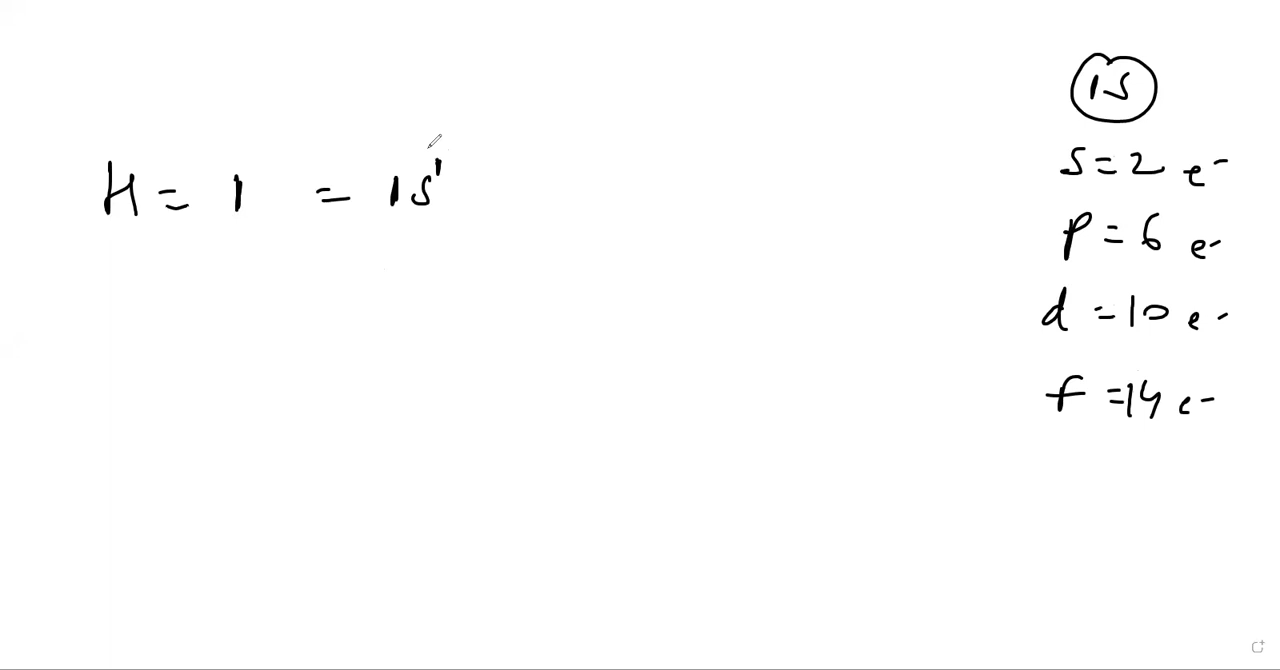 H = 1 = 1s¹
1s
s = 2 e-
p = 6 e-
d = 10 e-
f = 14 e-